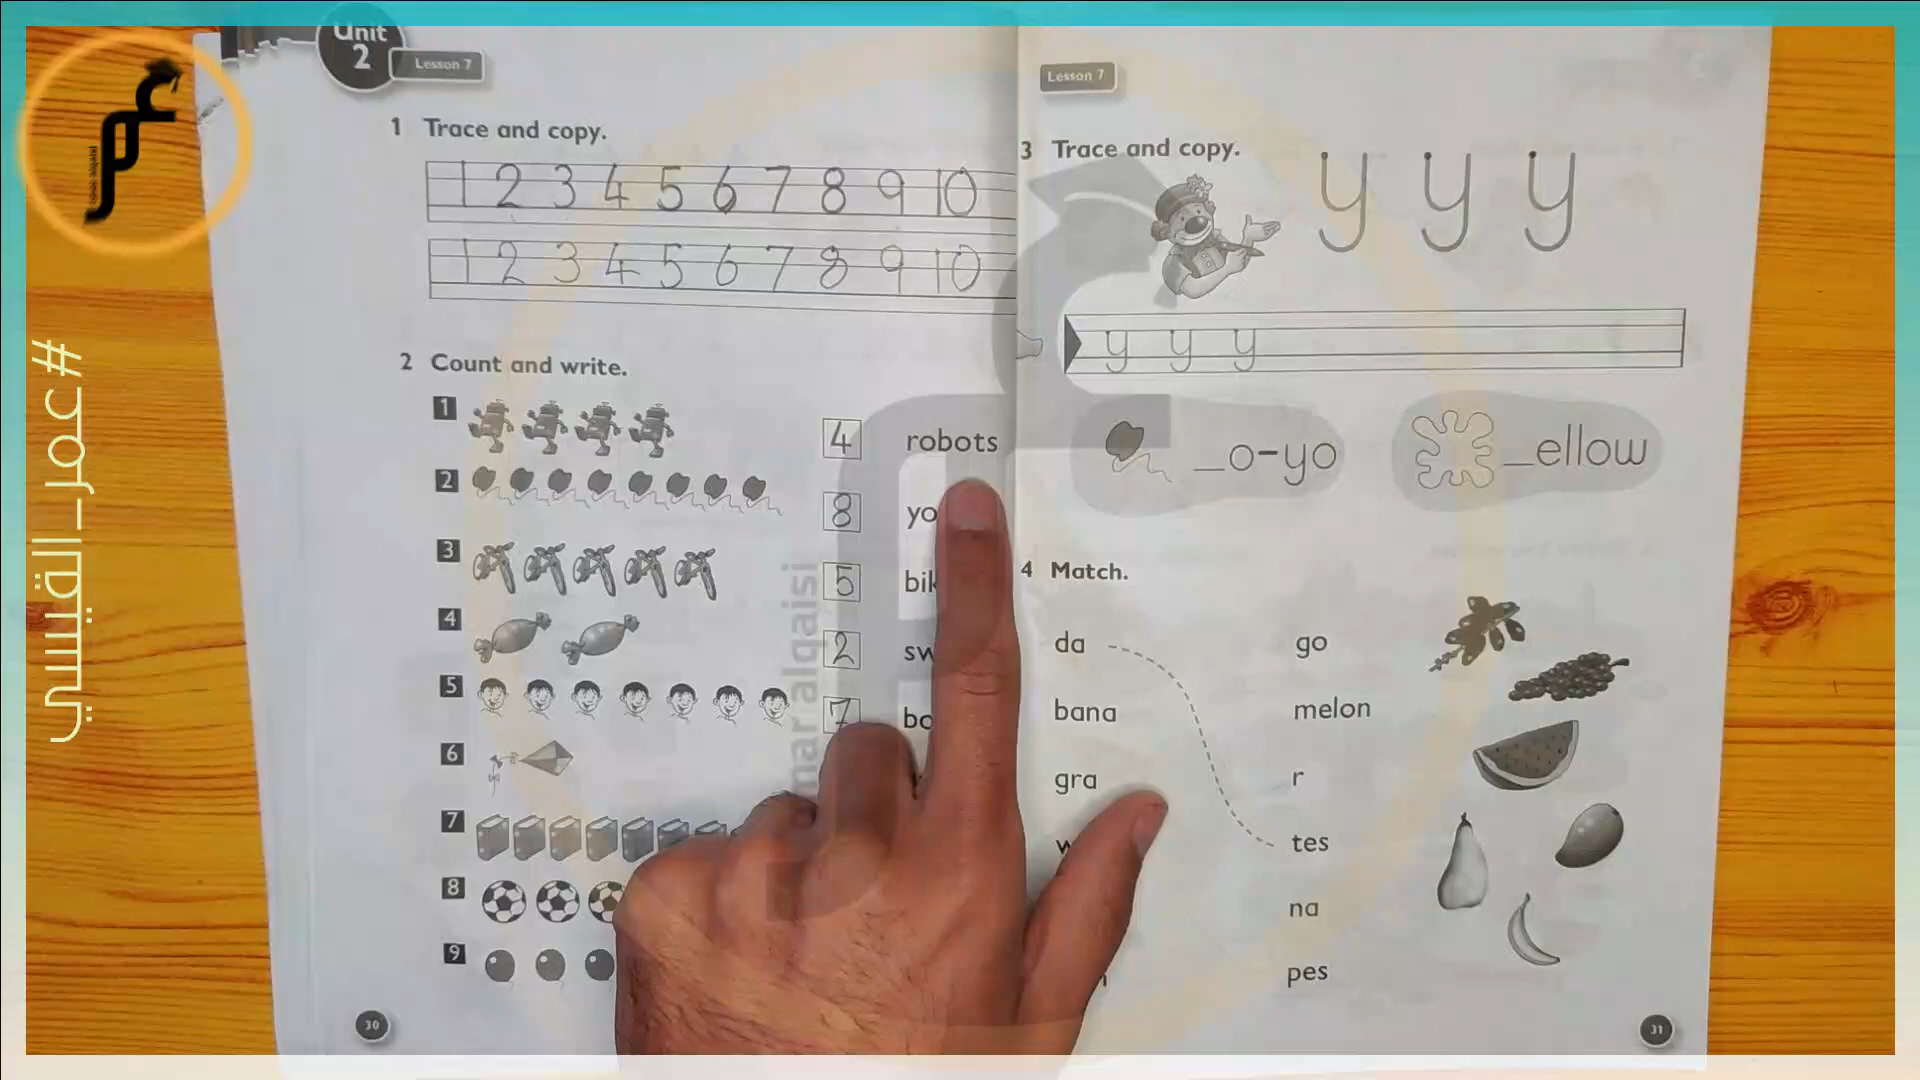 Unit
2
Lesson 7
1 Trace and copy.
1 2 3 4 5 6 7 8 9 10
1 2 3 4 5 6 7 8 9 10
2 Count and write.
1 4 robots
2 8 yo
3 5 bik
4 2 sw
5 7 bo
6
7
8
9
30
Lesson 7
3 Trace and copy.
y y y
y y y
_o-yo _ellow
4 Match.
da go
bana melon
gra r
w tes
na
pes
31
#عمر_القيسي
omaralqaisi